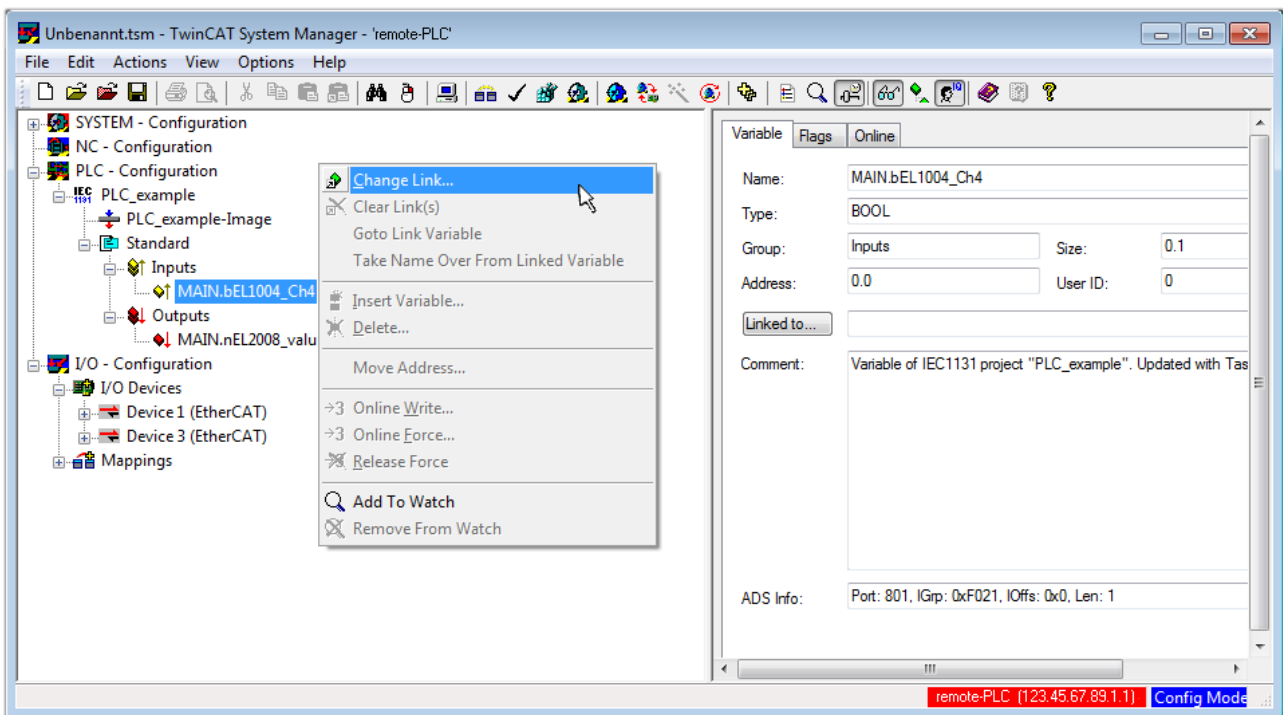 Unbenannt.tsm - TwinCAT System Manager - 'remote-PLC'
File Edit Actions View Options Help
SYSTEM - Configuration
NC - Configuration
PLC - Configuration
IEC 1131 PLC_example
PLC_example-Image
Standard
Inputs
MAIN.bEL1004_Ch4
Outputs
MAIN.nEL2008_valu
I/O - Configuration
I/O Devices
Device 1 (EtherCAT)
Device 3 (EtherCAT)
Mappings
Change Link...
Clear Link(s)
Goto Link Variable
Take Name Over From Linked Variable
Insert Variable...
Delete...
Move Address...
→3 Online Write...
→3 Online Force...
Release Force
Add To Watch
Remove From Watch
Variable Flags Online
Name: MAIN.bEL1004_Ch4
Type: BOOL
Group: Inputs Size: 0.1
Address: 0.0 User ID: 0
Linked to...
Comment: Variable of IEC1131 project "PLC_example". Updated with Tas
ADS Info: Port: 801, IGrp: 0xF021, IOffs: 0x0, Len: 1
remote-PLC (123.45.67.89.1.1) Config Mode